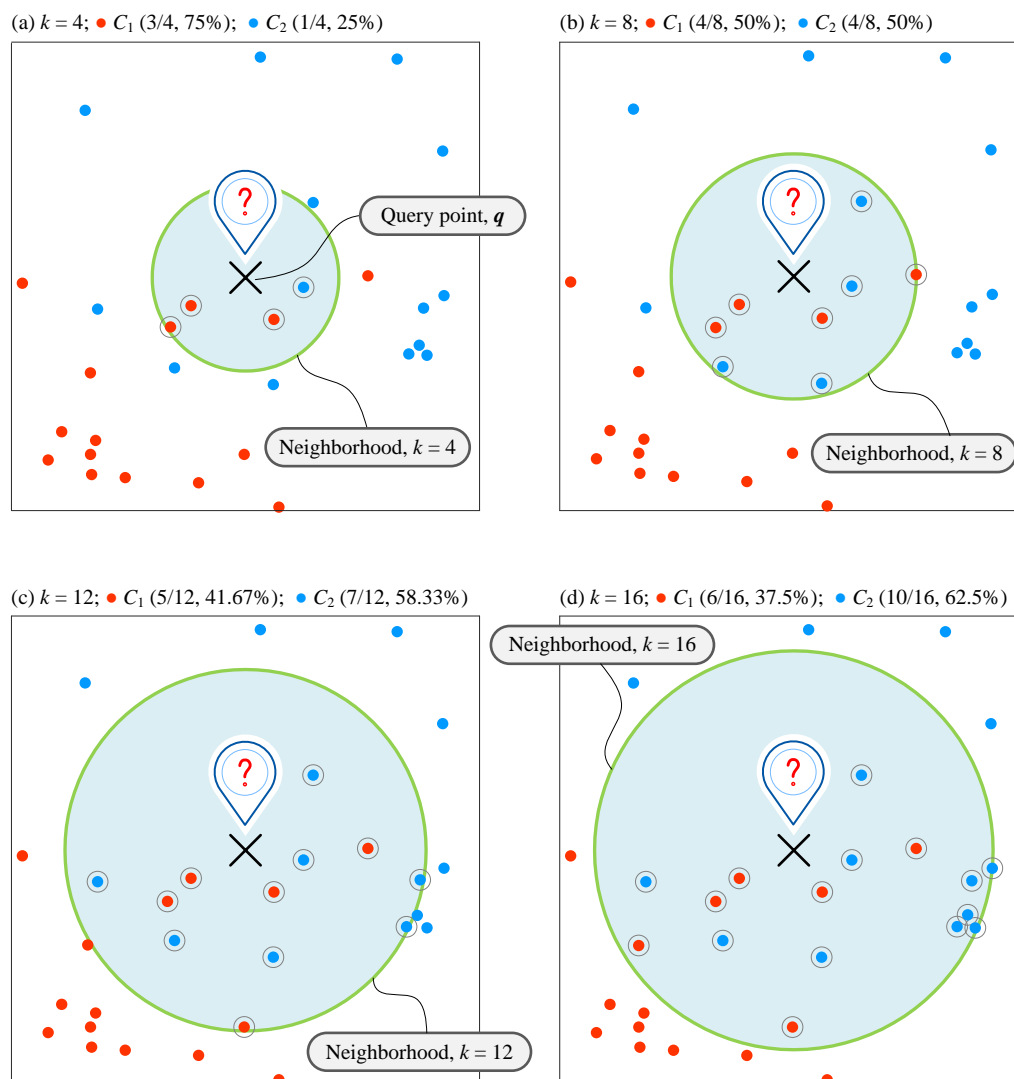 (a) k = 4; C₁ (3/4, 75%); C₂ (1/4, 25%)
(b) k = 8; C₁ (4/8, 50%) C₂ (4/8, 50%)
?
Query point, q
Neighborhood, k = 4
?
Neighborhood, k = 8
(c) k = 12; C₁ (5/12, 41.67%); C₂ (7/12, 58.33%)
(d) k = 16; C₁ (6/16, 37.5%); C₂ (10/16, 62.5%)
?
Neighborhood, k = 12
Neighborhood, k = 16
?